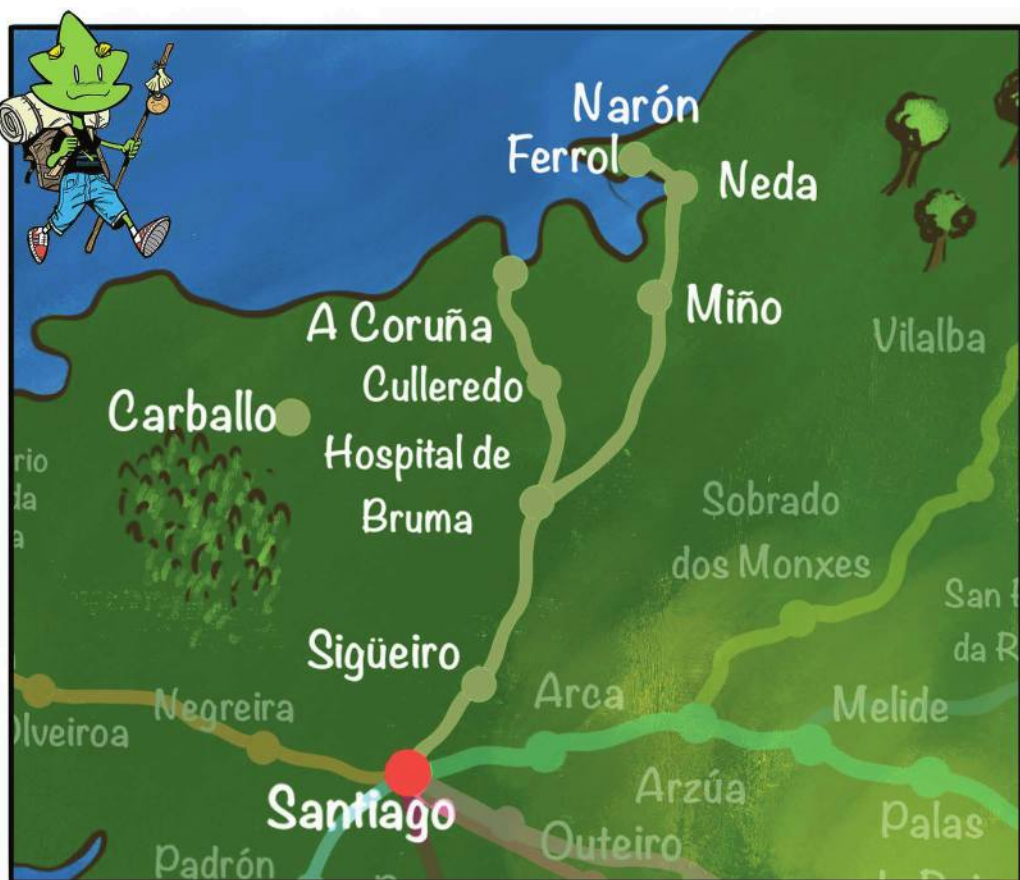 Narón
Ferrol
Neda
Miño
A Coruña
Vilalba
Culleredo
Carballo
Hospital de
Bruma
Sobrado
dos Monxes
San
da R
Sigüeiro
Arca
Negreira
Melide
lveiroa
Arzúa
Santiago
Palas
Outeiro
Padrón